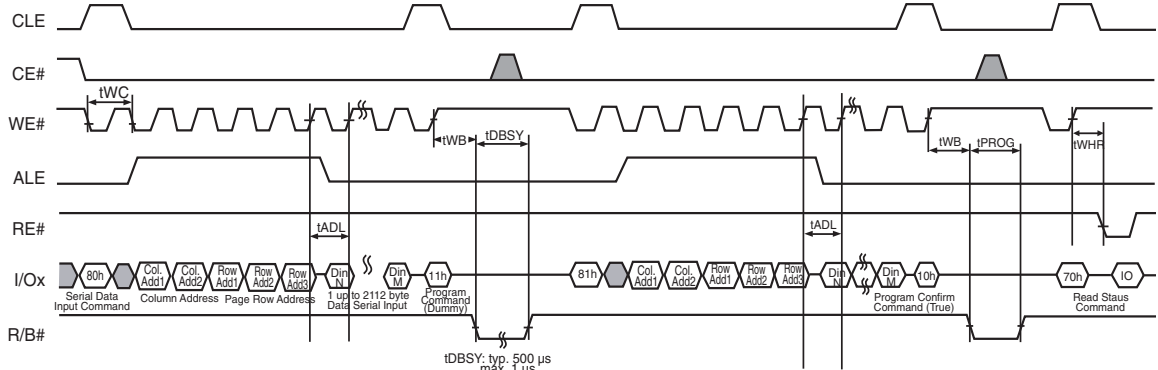 CLE
CE#
tWC
WE#
tWB
tDBSY
tWB
tPROG
tWHR
ALE
RE#
tADL
tADL
I/Ox
80h
Col. Add1
Col. Add2
Row Add1
Row Add2
Row Add3
Din N
Din M
11h
81h
Col. Add1
Col. Add2
Row Add1
Row Add2
Row Add3
Din N
Din M
10h
70h
IO
Serial Data
Input Command
Column Address
Page Row Address
1 up to 2112 byte
Data Serial Input
Program
Command
(Dummy)
Program Confirm
Command (True)
Read Staus
Command
R/B#
tDBSY: typ. 500 µs
max. 1 µs